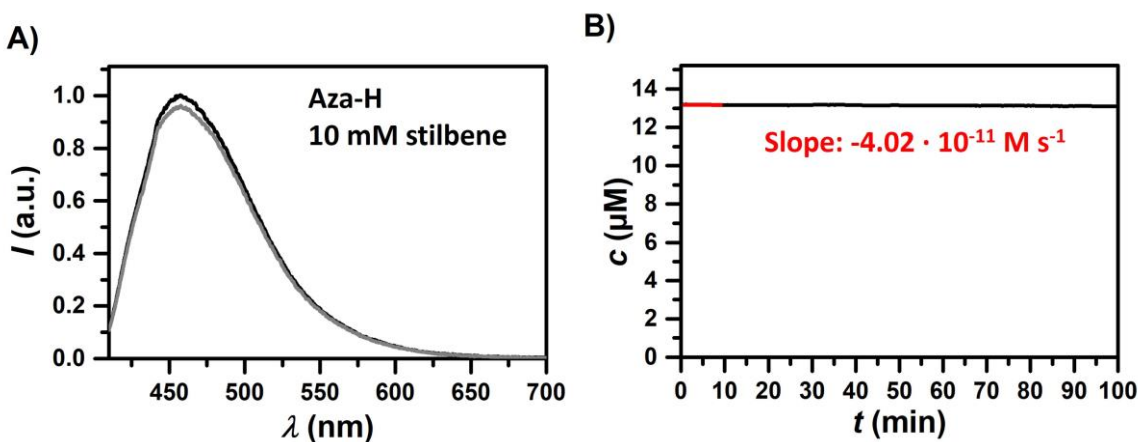 A)
I (a.u.)
1.0
0.8
0.6
0.4
0.2
0.0
Aza-H
10 mM stilbene
450 500 550 600 650 700
λ (nm)
B)
c (µM)
14
12
10
8
6
4
2
0
Slope: -4.02 · 10⁻¹¹ M s⁻¹
0 10 20 30 40 50 60 70 80 90 100
t (min)